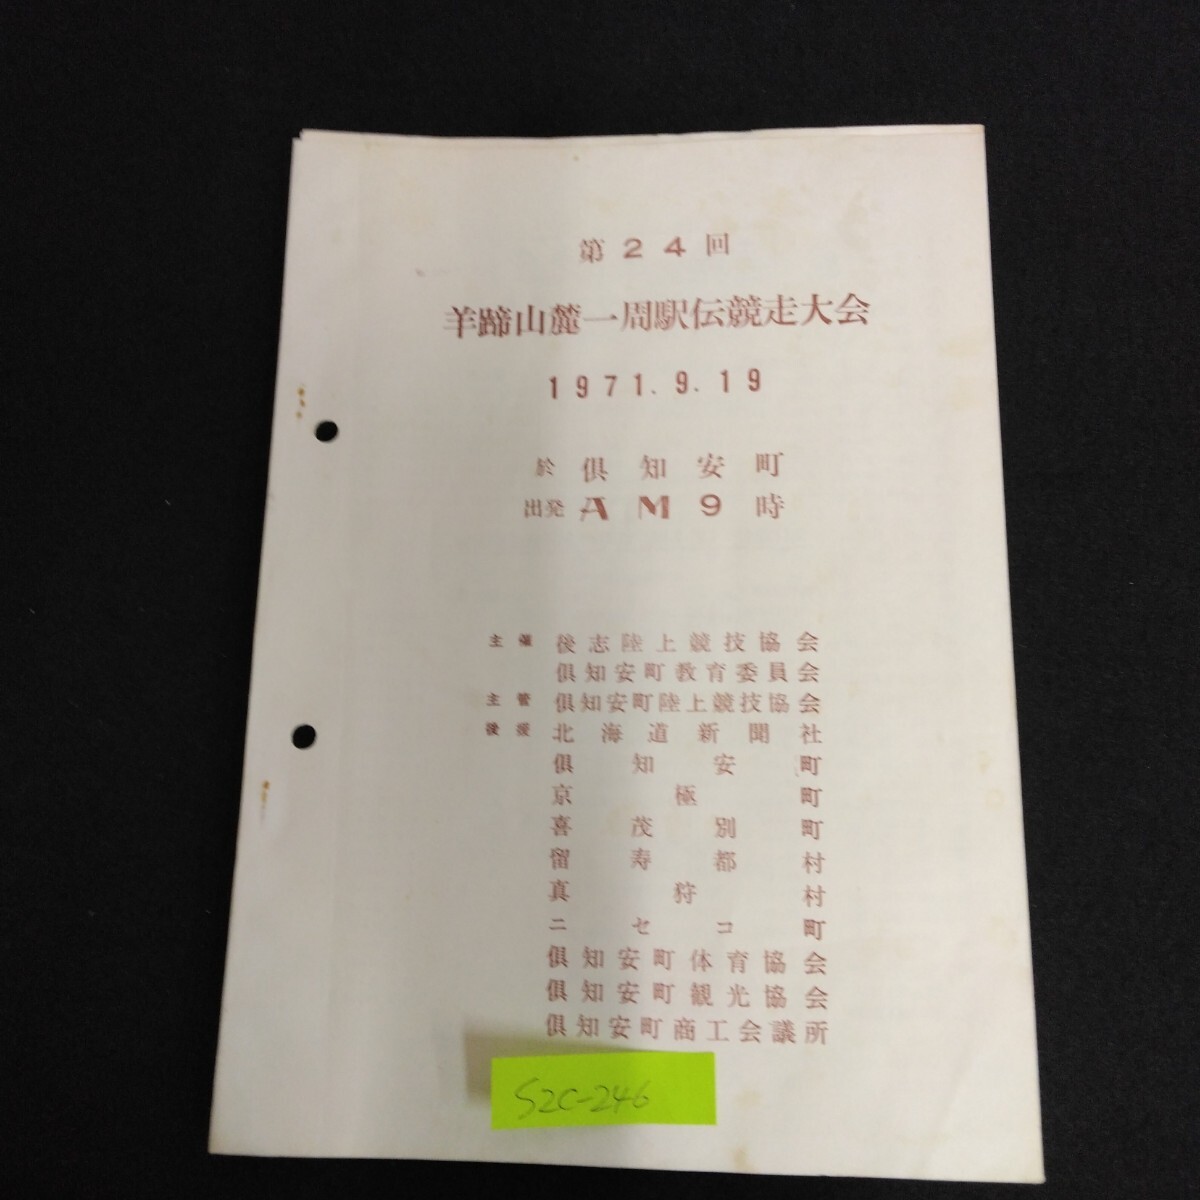 第24回
羊蹄山麓一周駅伝競走大会
1971.9.19
於 倶知安町
出発 AM9時
主催 後志陸上競技協会
倶知安町教育委員会
主管 倶知安町陸上競技協会
後援 北海道新聞社
倶知安町
京極町
喜茂別町
留寿都村
真狩村
ニセコ町
倶知安町体育協会
倶知安町観光協会
倶知安町商工会議所
S2C-246